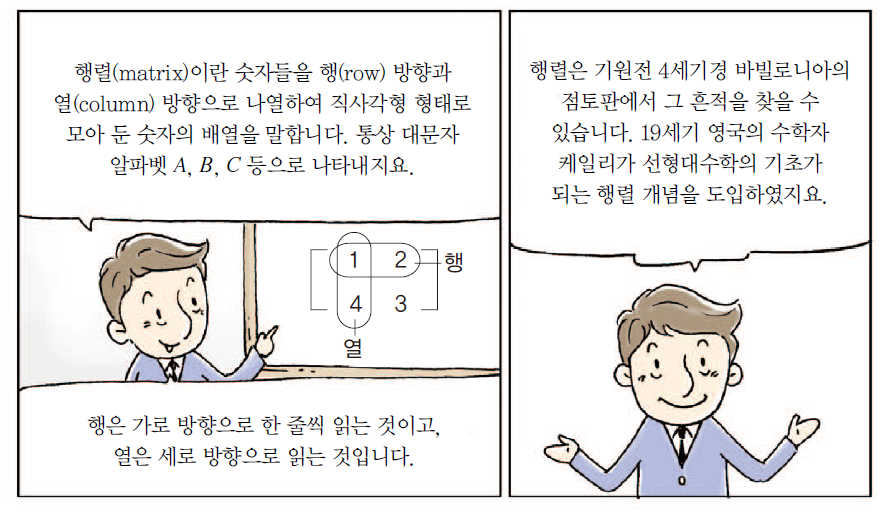 행렬(matrix)이란 숫자들을 행(row) 방향과
열(column) 방향으로 나열하여 직사각형 형태로
모아 둔 숫자의 배열을 말합니다. 통상 대문자
알파벳 A, B, C 등으로 나타내지요.
1 2 행
4 3
열
행은 가로 방향으로 한 줄씩 읽는 것이고,
열은 세로 방향으로 읽는 것입니다.
행렬은 기원전 4세기경 바빌로니아의
점토판에서 그 흔적을 찾을 수
있습니다. 19세기 영국의 수학자
케일리가 선형대수학의 기초가
되는 행렬 개념을 도입하였지요.